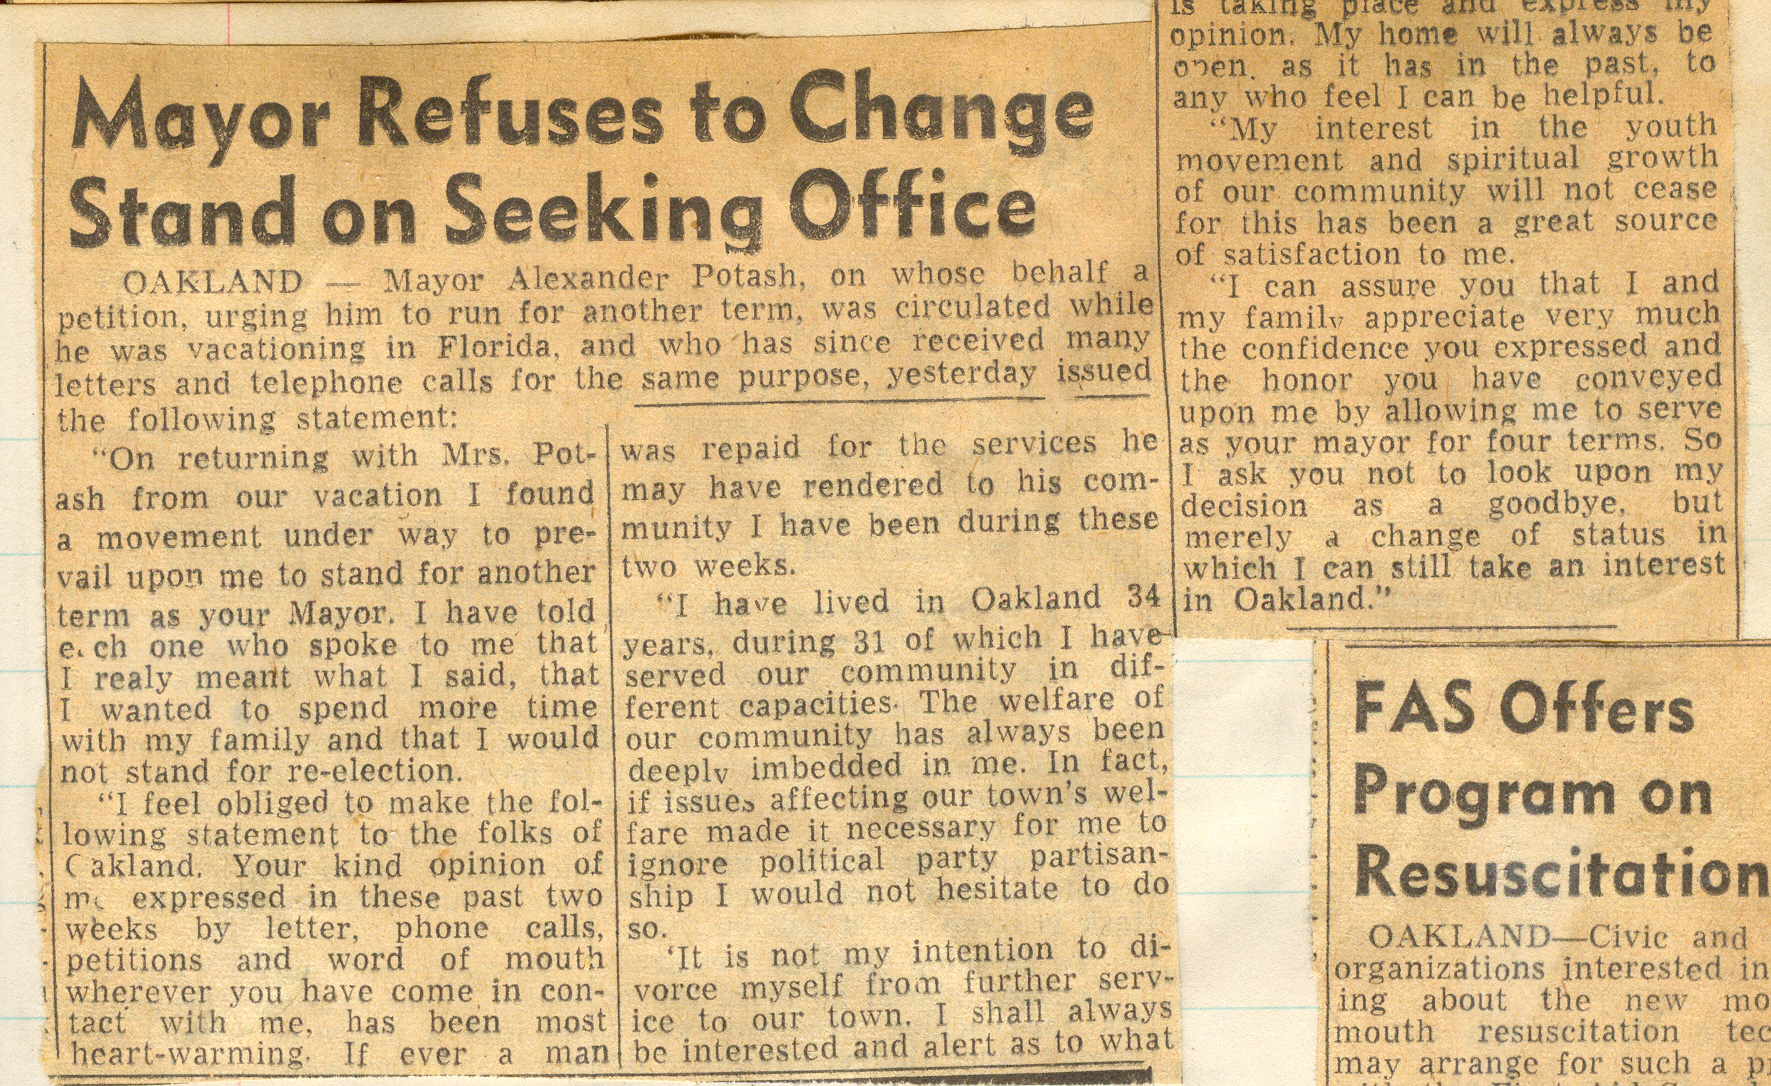 Mayor Refuses to Change
Stand on Seeking Office
OAKLAND — Mayor Alexander Potash, on whose behalf a
petition, urging him to run for another term, was circulated while
he was vacationing in Florida, and who has since received many
letters and telephone calls for the same purpose, yesterday issued
the following statement:
"On returning with Mrs. Pot-
ash from our vacation I found
a movement under way to pre-
vail upon me to stand for another
term as your Mayor. I have told
e.ch one who spoke to me that
I realy meant what I said, that
I wanted to spend more time
with my family and that I would
not stand for re-election.
"I feel obliged to make the fol-
lowing statement to the folks of
Oakland. Your kind opinion of
me expressed in these past two
weeks by letter, phone calls,
petitions and word of mouth
wherever you have come in con-
tact with me, has been most
heart-warming. If ever a man
was repaid for the services he
may have rendered to his com-
munity I have been during these
two weeks.
"I have lived in Oakland 34
years, during 31 of which I have
served our community in dif-
ferent capacities. The welfare of
our community has always been
deeply imbedded in me. In fact,
if issues affecting our town's wel-
fare made it necessary for me to
ignore political party partisan-
ship I would not hesitate to do
so.
'It is not my intention to di-
vorce myself from further serv-
ice to our town. I shall always
be interested and alert as to what
is taking place and express my
opinion. My home will always be
open, as it has in the past, to
any who feel I can be helpful.
"My interest in the youth
movement and spiritual growth
of our community will not cease
for this has been a great source
of satisfaction to me.
"I can assure you that I and
my family appreciate very much
the confidence you expressed and
the honor you have conveyed
upon me by allowing me to serve
as your mayor for four terms. So
I ask you not to look upon my
decision as a goodbye, but
merely a change of status in
which I can still take an interest
in Oakland."
FAS Offers
Program on
Resuscitation
OAKLAND—Civic and
organizations interested in
ing about the new mo
mouth resuscitation tec
may arrange for such a p